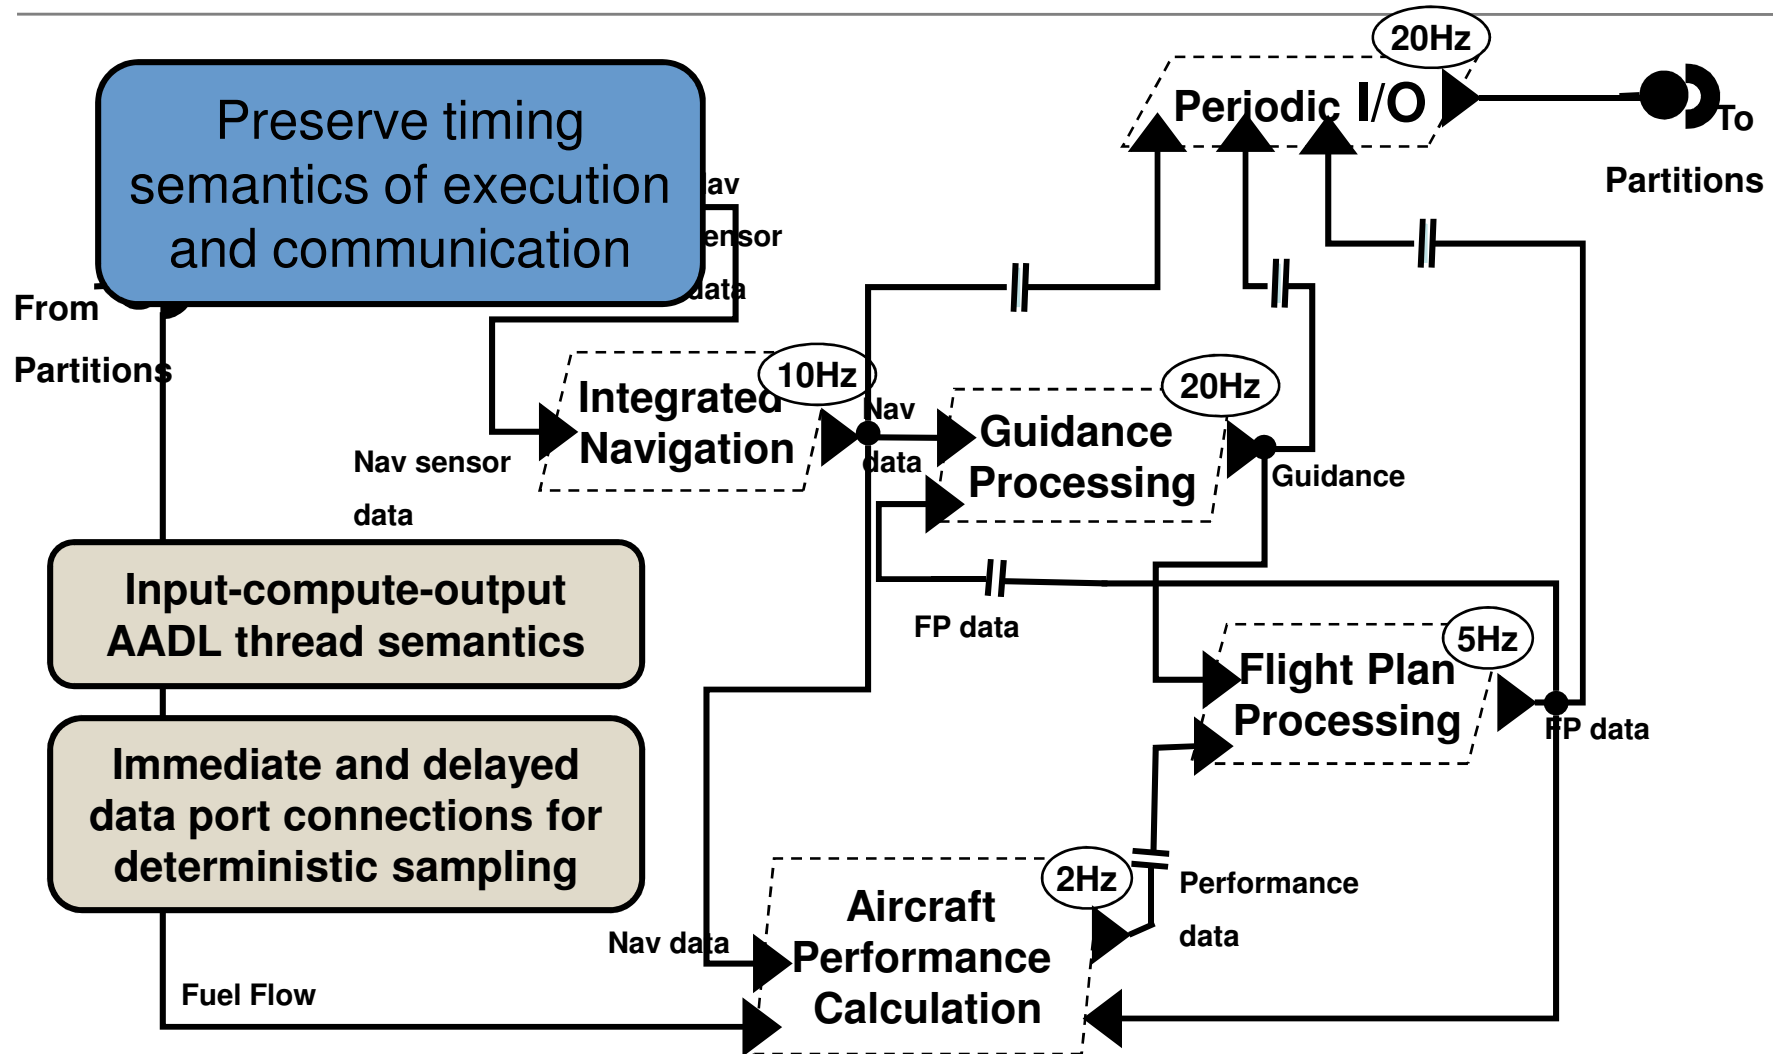 20Hz
Periodic I/O
To
Partitions
Preserve timing
semantics of execution
and communication
data
From
Partitions
10Hz
Integrated
Navigation
Nav sensor
data
Nav
data
20Hz
Guidance
Processing
Guidance
FP data
Input-compute-output
AADL thread semantics
5Hz
Flight Plan
Processing
FP data
Immediate and delayed
data port connections for
deterministic sampling
2Hz
Aircraft
Performance
Calculation
Performance
data
Nav data
Fuel Flow